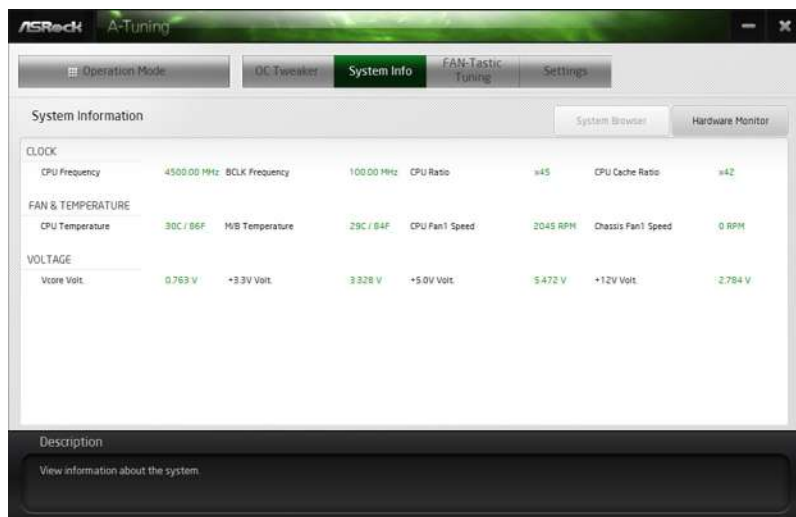 ASRock A-Tuning
Operation Mode OC Tweaker System Info FAN-Tastic Tuning Settings
System Information System Browser Hardware Monitor
CLOCK
CPU Frequency 4500.00 MHz BCLK Frequency 100.00 MHz CPU Ratio x45 CPU Cache Ratio x42
FAN & TEMPERATURE
CPU Temperature 30C / 86F M/B Temperature 29C / 84F CPU Fan1 Speed 2045 RPM Chassis Fan1 Speed 0 RPM
VOLTAGE
Vcore Volt. 0.763 V +3.3V Volt. 3.328 V +5.0V Volt. 5.472 V +12V Volt. 2.784 V
Description
View information about the system.